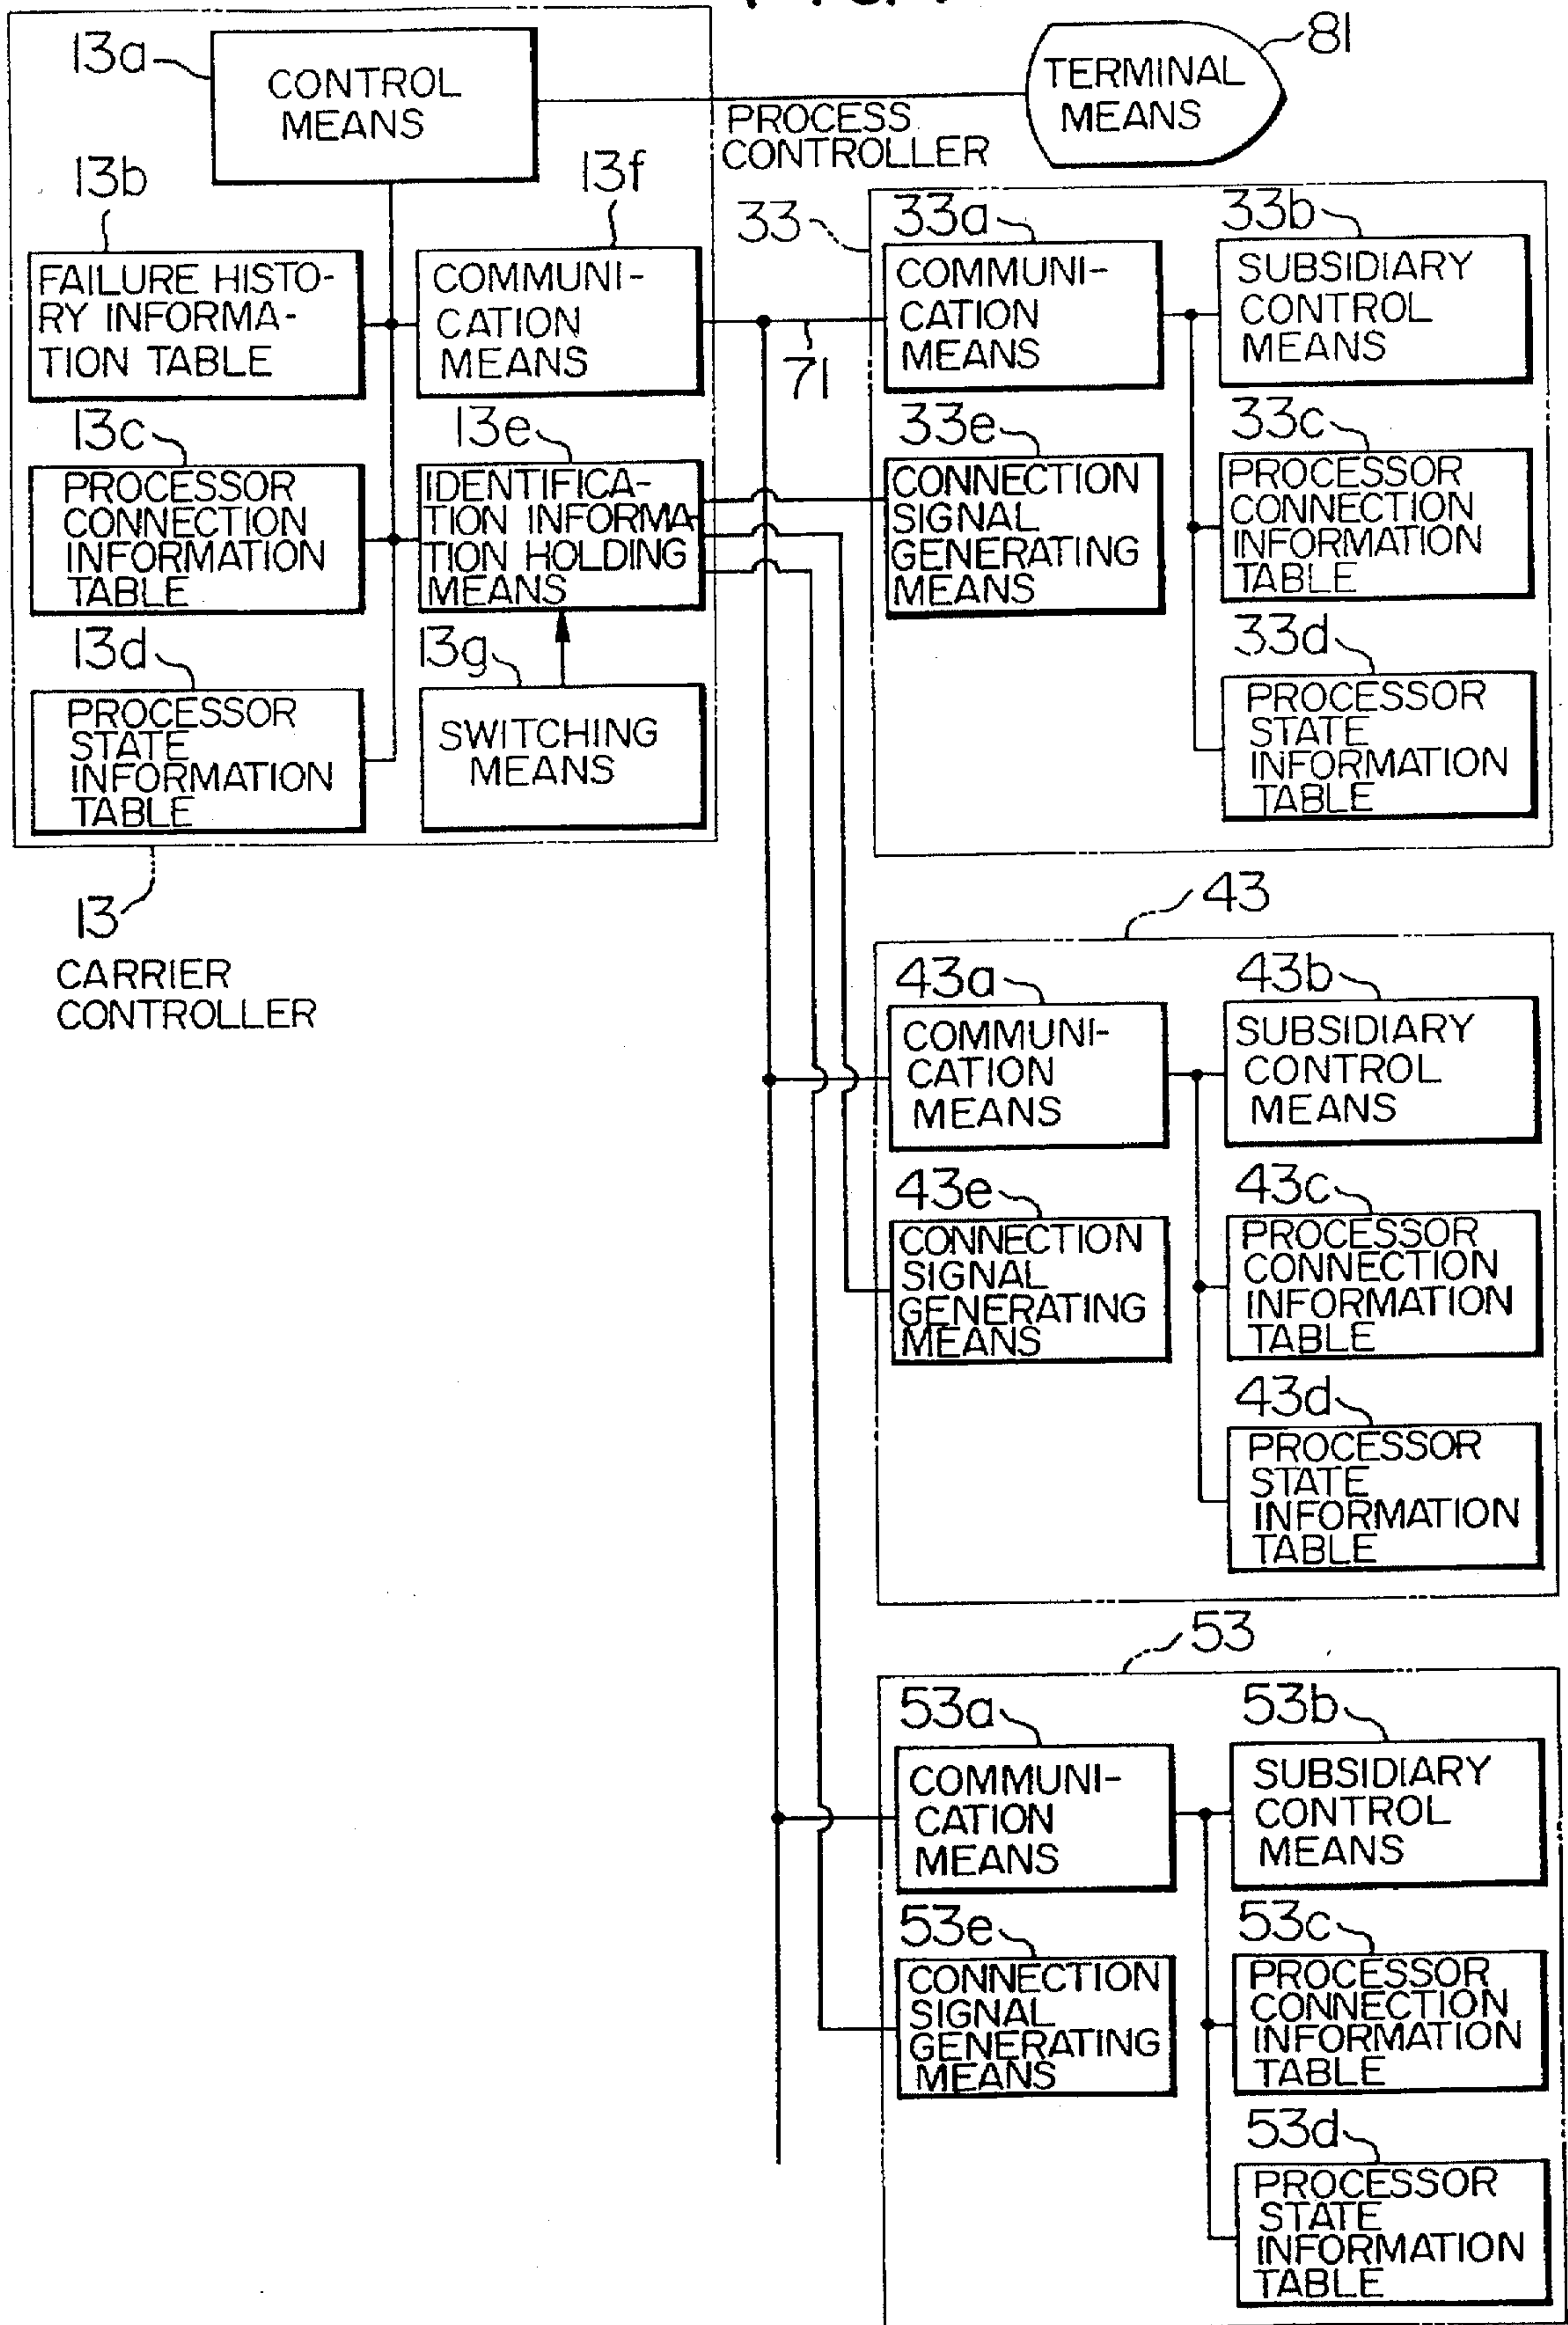 13a
CONTROL
MEANS
81
TERMINAL
MEANS
PROCESS
CONTROLLER
13b
FAILURE HISTO-
RY INFORMA-
TION TABLE
13f
COMMUNI-
CATION
MEANS
13c
PROCESSOR
CONNECTION
INFORMATION
TABLE
13e
IDENTIFICA-
TION INFORMA-
TION HOLDING
MEANS
13d
PROCESSOR
STATE
INFORMATION
TABLE
13g
SWITCHING
MEANS
13
CARRIER
CONTROLLER
71
33
33a
COMMUNI-
CATION
MEANS
33b
SUBSIDIARY
CONTROL
MEANS
33e
CONNECTION
SIGNAL
GENERATING
MEANS
33c
PROCESSOR
CONNECTION
INFORMATION
TABLE
33d
PROCESSOR
STATE
INFORMATION
TABLE
43
43a
COMMUNI-
CATION
MEANS
43b
SUBSIDIARY
CONTROL
MEANS
43e
CONNECTION
SIGNAL
GENERATING
MEANS
43c
PROCESSOR
CONNECTION
INFORMATION
TABLE
43d
PROCESSOR
STATE
INFORMATION
TABLE
53
53a
COMMUNI-
CATION
MEANS
53b
SUBSIDIARY
CONTROL
MEANS
53e
CONNECTION
SIGNAL
GENERATING
MEANS
53c
PROCESSOR
CONNECTION
INFORMATION
TABLE
53d
PROCESSOR
STATE
INFORMATION
TABLE